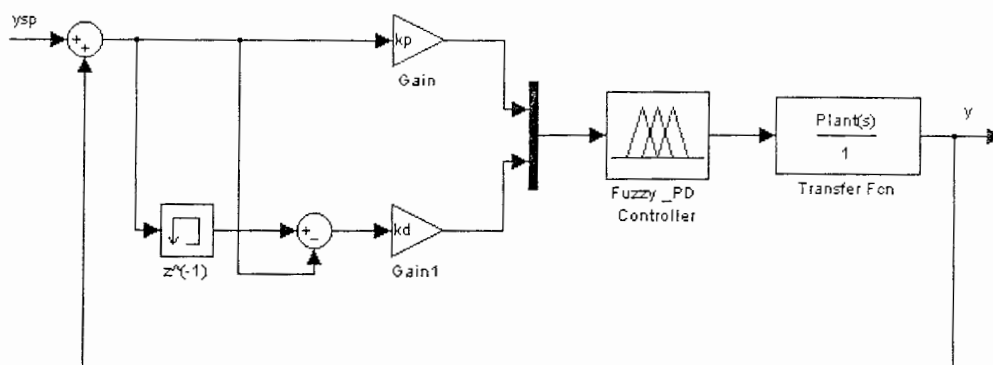 ysp
+
+
kp
Gain
z^(-1)
+
-
kd
Gain1
Fuzzy _PD
Controller
Plant(s)
1
Transfer Fcn
y